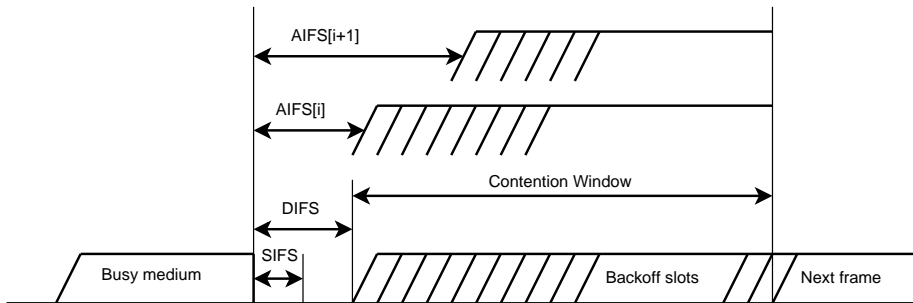 AIFS[i+1]
AIFS[i]
Contention Window
DIFS
SIFS
Busy medium
Backoff slots
Next frame